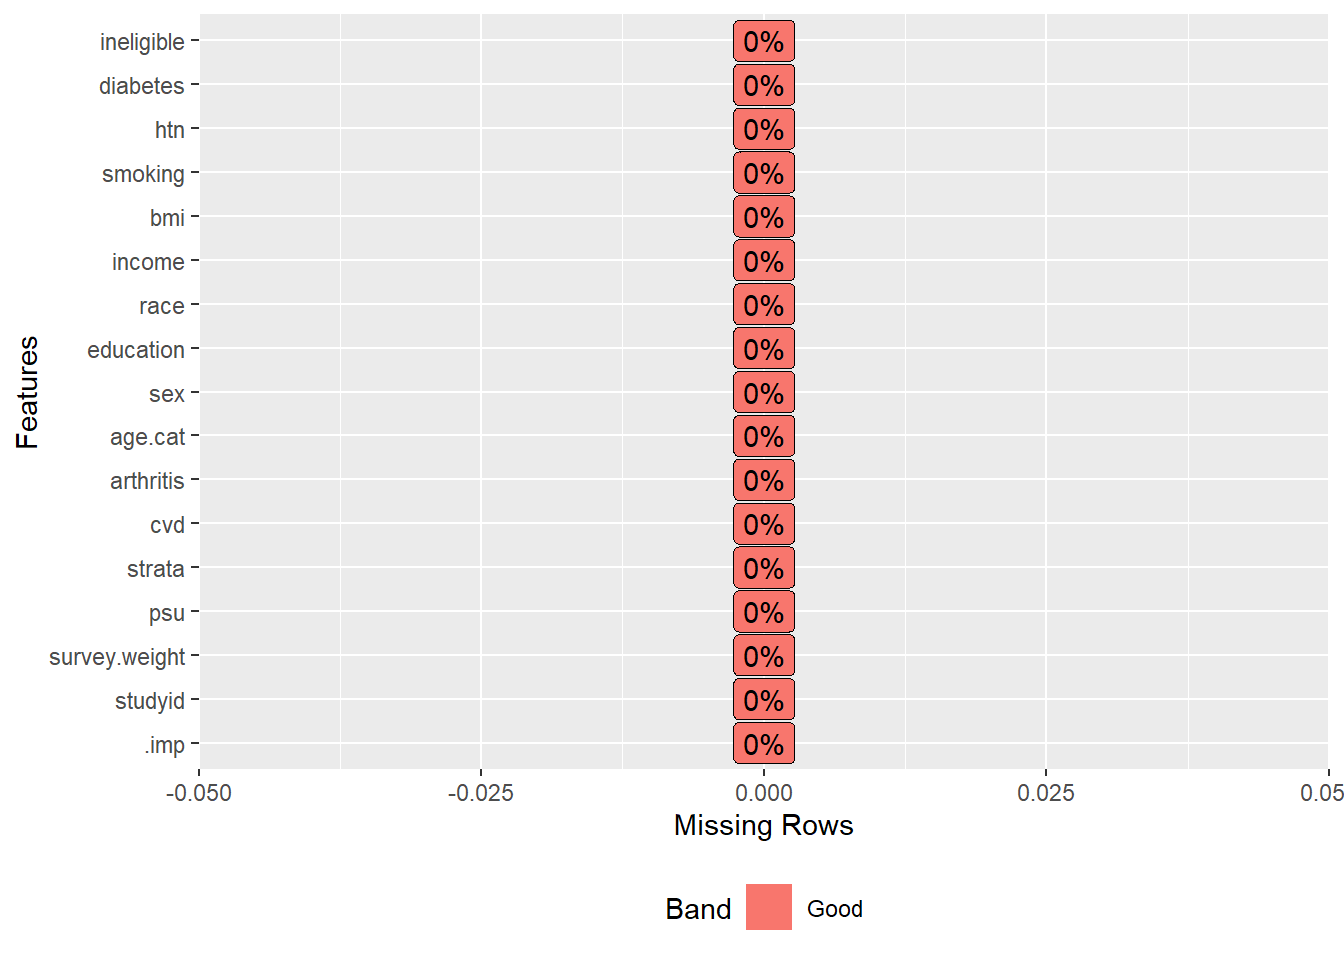 ineligible 0%
diabetes 0%
htn 0%
smoking 0%
bmi 0%
income 0%
race 0%
education 0%
sex 0%
age.cat 0%
arthritis 0%
cvd 0%
strata 0%
psu 0%
survey.weight 0%
studyid 0%
.imp 0%
Features
-0.050 -0.025 0.000 0.025 0.05
Missing Rows
Band Good